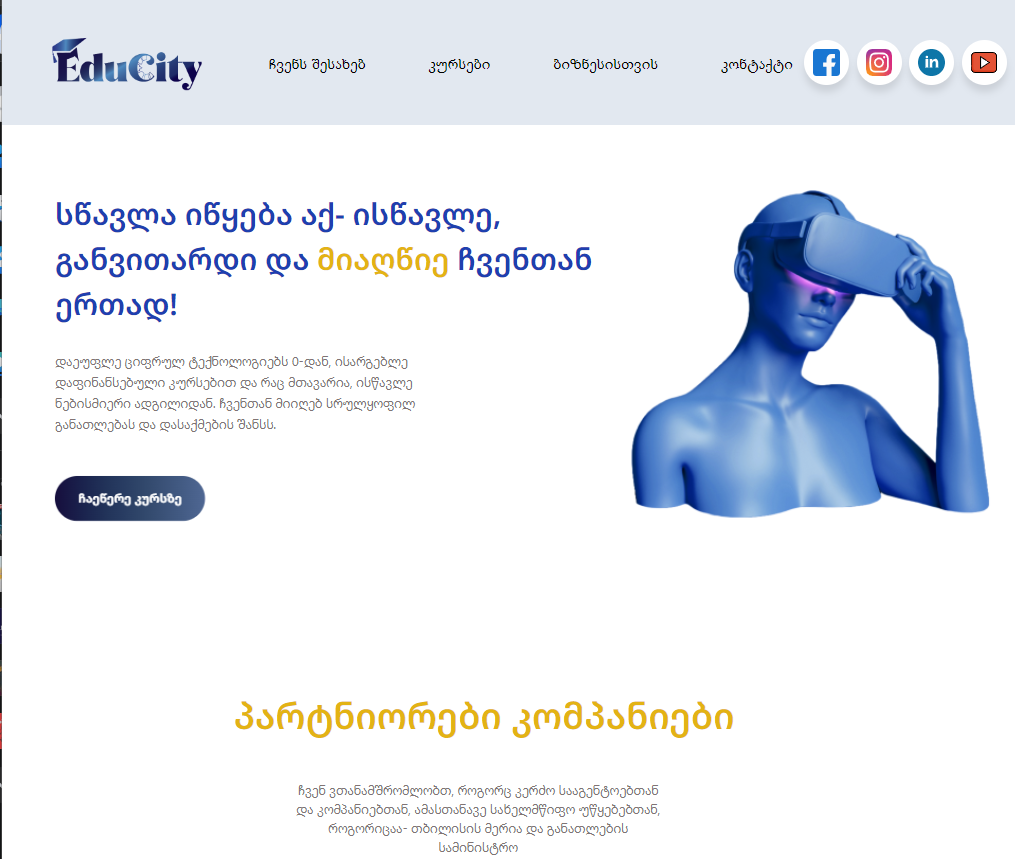 EduCity
ჩვენს შესახებ
კურსები
ბიზნესისთვის
კონტაქტი
სწავლა იწყება აქ- ისწავლე,
განვითარდი და მიაღწიე ჩვენთან
ერთად!
დაეუფლე ციფრულ ტექნოლოგიებს 0-დან, ისარგებლე
დაფინანსებული კურსებით და რაც მთავარია, ისწავლე
ნებისმიერი ადგილიდან. ჩვენთან მიიღებ სრულყოფილ
განათლებას და დასაქმების შანსს.
ჩაეწერე კურსზე
პარტნიორები კომპანიები
ჩვენ ვთანამშრომლობთ, როგორც კერძო სააგენტოებთან
და კომპანიებთან, ამასთანავე სახელმწიფო უწყებებთან,
როგორიცაა- თბილისის მერია და განათლების
სამინისტრო